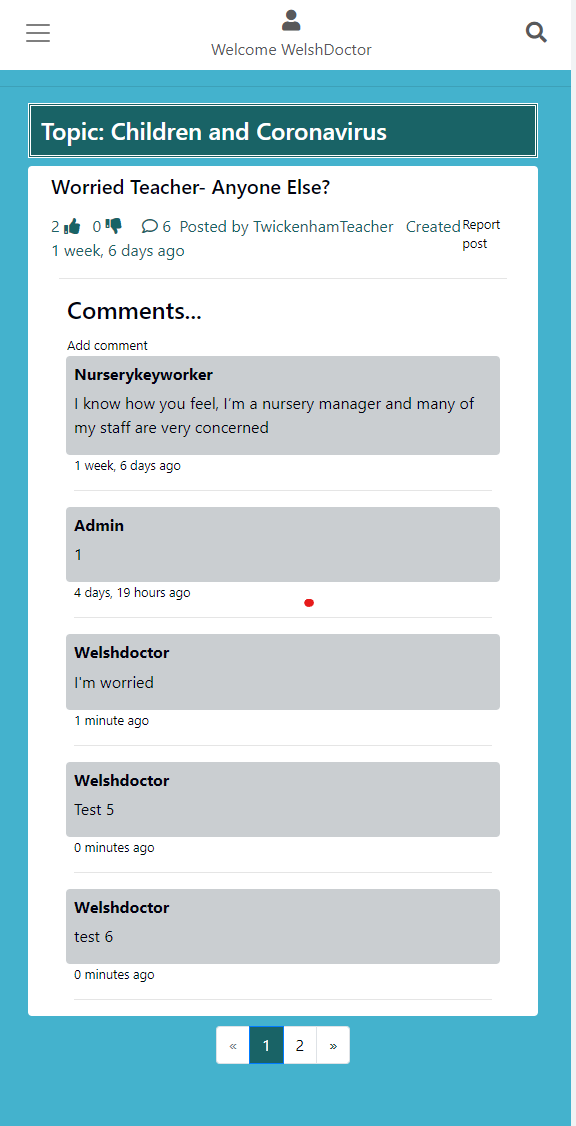 Welcome WelshDoctor
Topic: Children and Coronavirus
Worried Teacher- Anyone Else?
2 0 6 Posted by TwickenhamTeacher Created
1 week, 6 days ago
Report
post
Comments...
Add comment
Nurserykeyworker
I know how you feel, I'm a nursery manager and many of
my staff are very concerned
1 week, 6 days ago
Admin
1
4 days, 19 hours ago
Welshdoctor
I'm worried
1 minute ago
Welshdoctor
Test 5
0 minutes ago
Welshdoctor
test 6
0 minutes ago
« 1 2 »